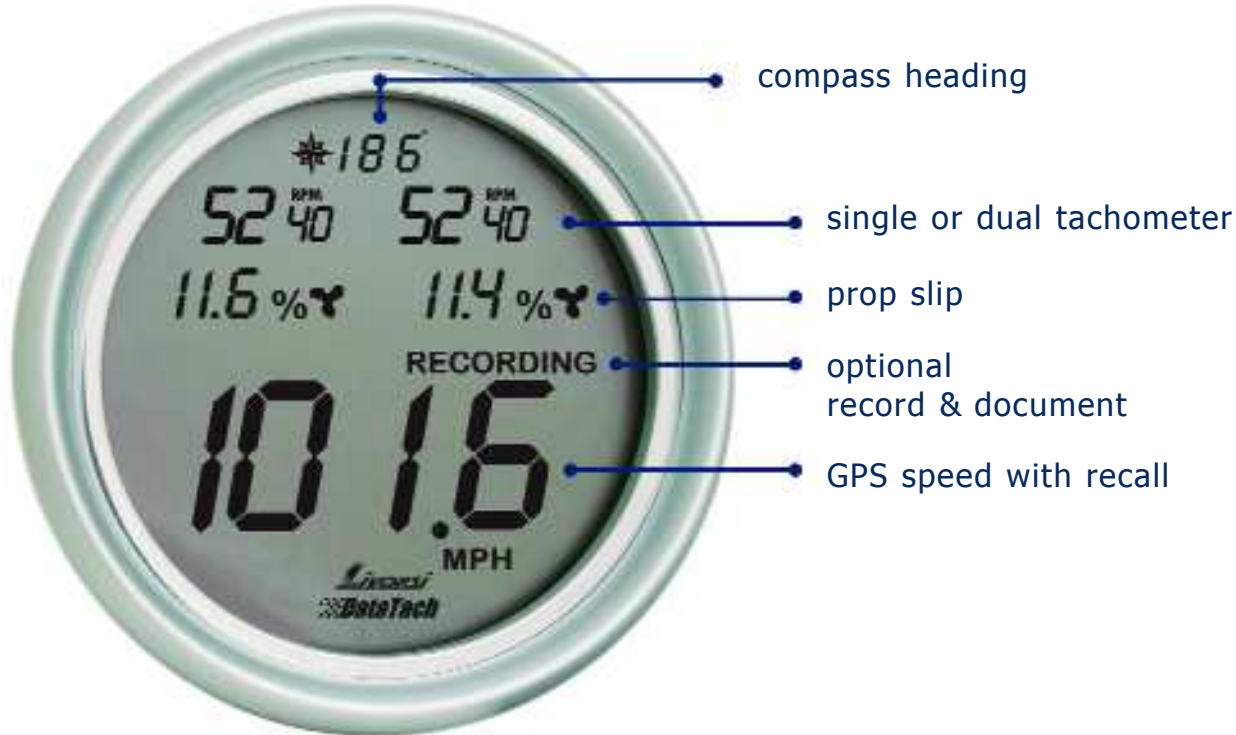 compass heading
186°
RPM RPM
5240 5240
single or dual tachometer
11.6 % 11.4 %
prop slip
RECORDING
optional
record & document
101.6
GPS speed with recall
MPH
Livorsi
DataTach